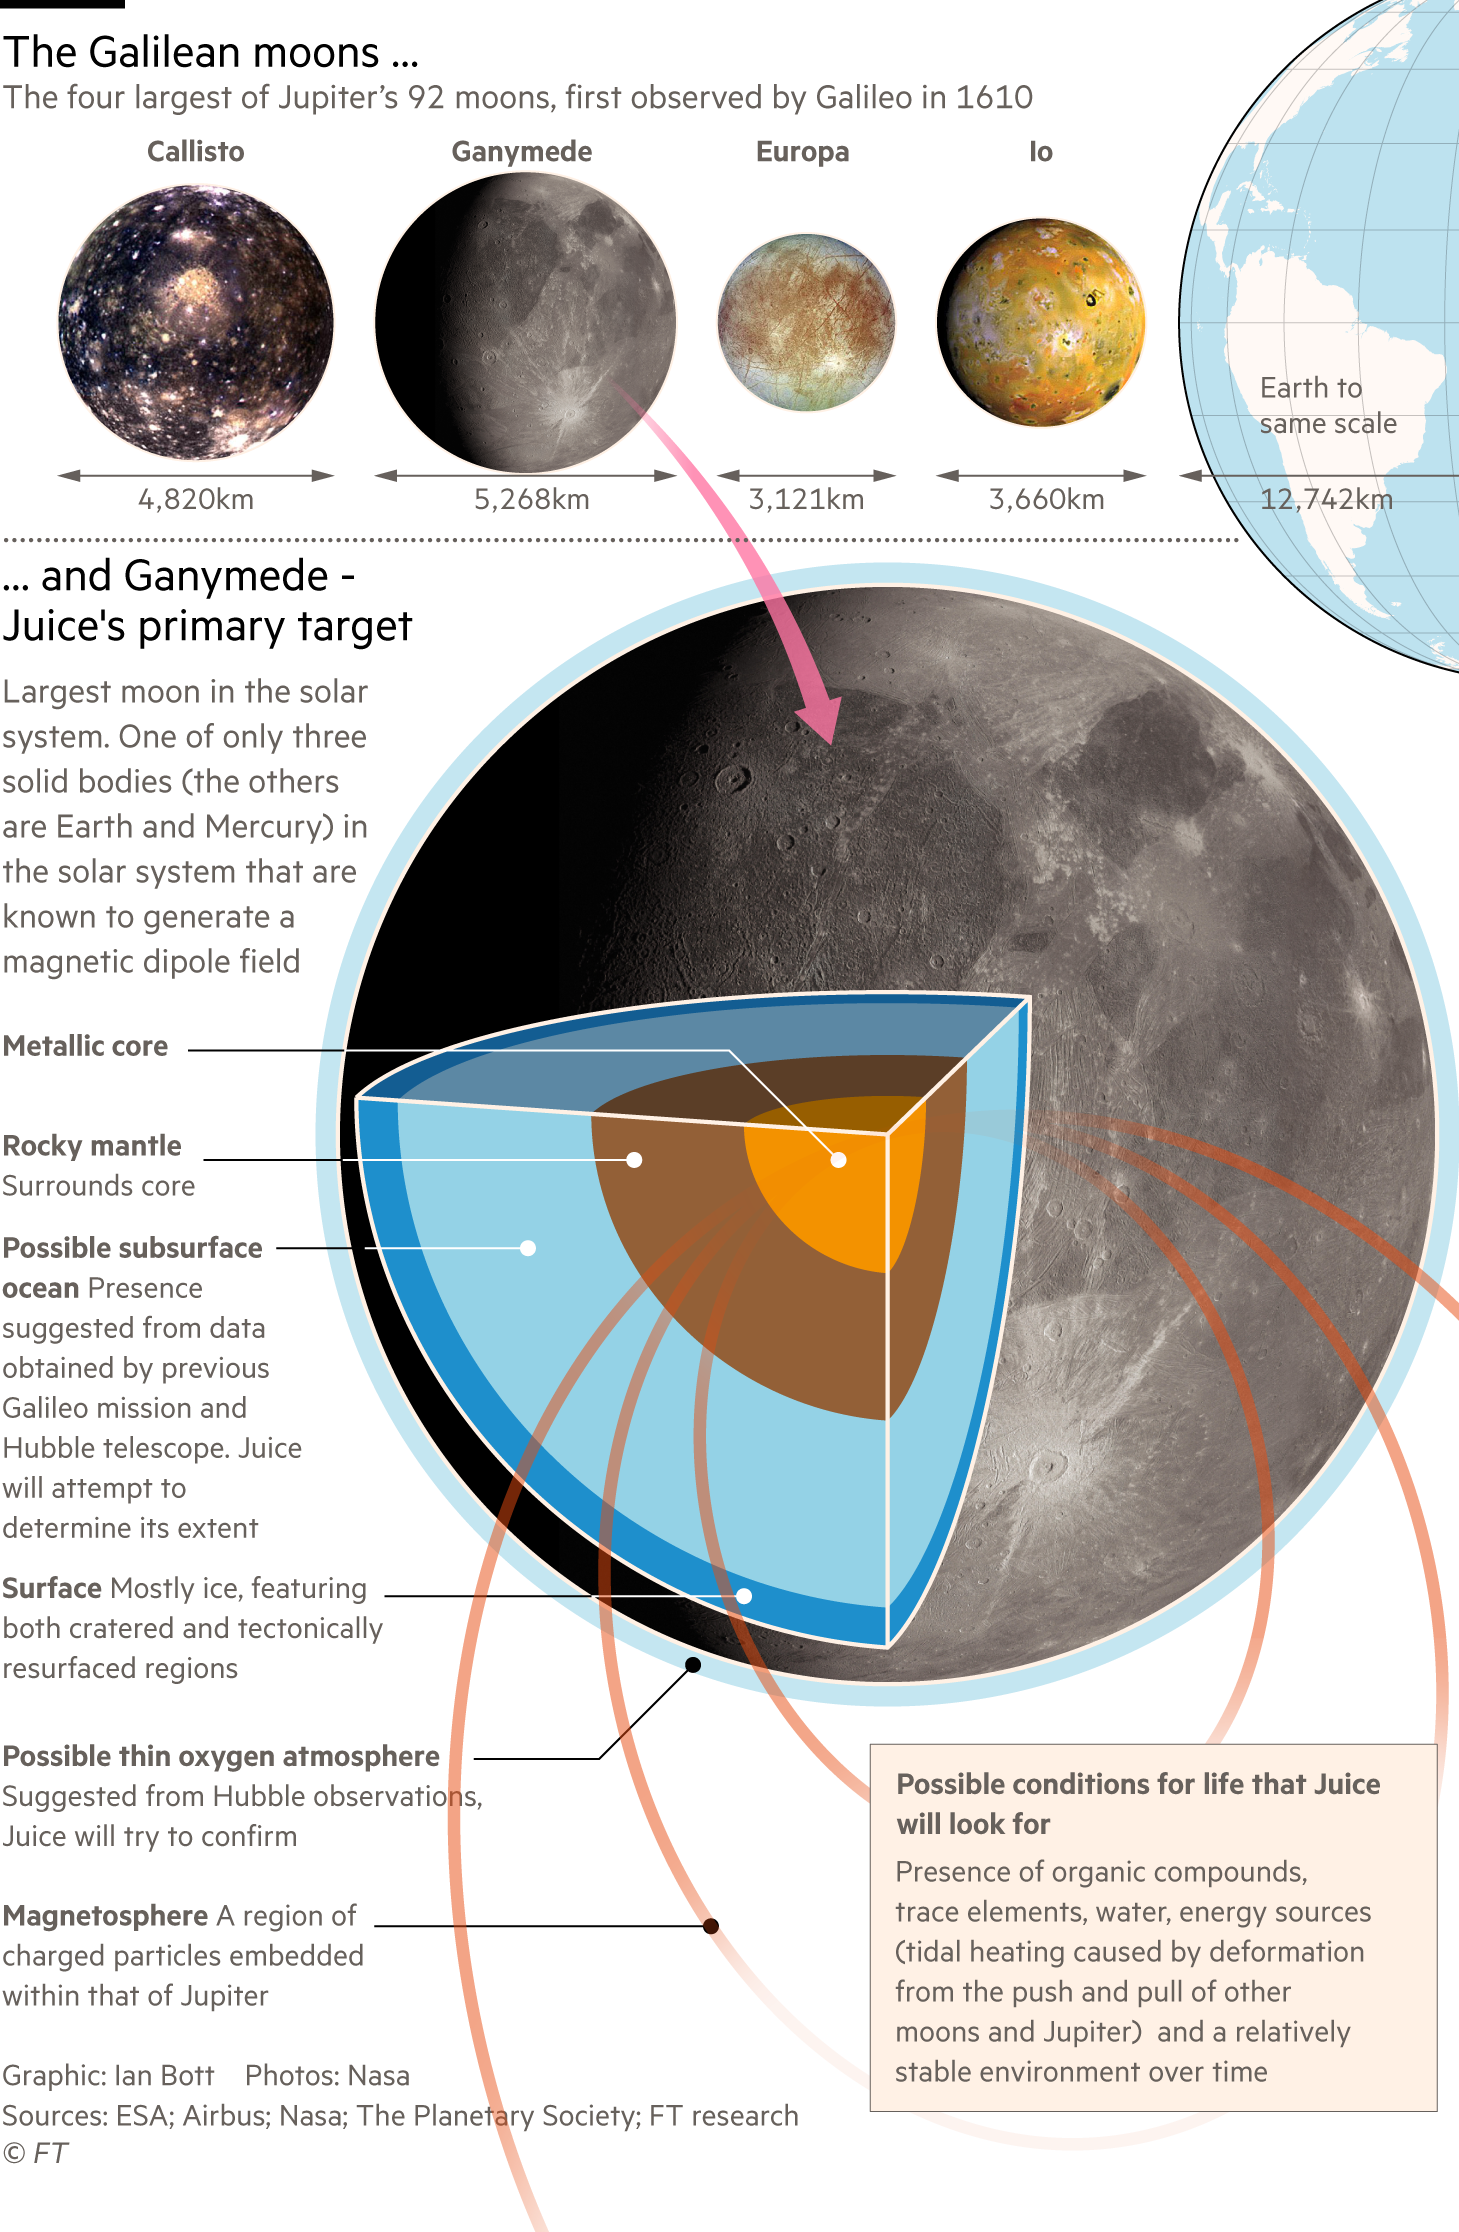 The Galilean moons ...
The four largest of Jupiter's 92 moons, first observed by Galileo in 1610
Callisto
Ganymede
Europa
Io
Earth to
same scale
4,820km
5,268km
3,121km
3,660km
12,742km
... and Ganymede -
Juice's primary target
Largest moon in the solar
system. One of only three
solid bodies (the others
are Earth and Mercury) in
the solar system that are
known to generate a
magnetic dipole field
Metallic core
Rocky mantle
Surrounds core
Possible subsurface
ocean Presence
suggested from data
obtained by previous
Galileo mission and
Hubble telescope. Juice
will attempt to
determine its extent
Surface Mostly ice, featuring
both cratered and tectonically
resurfaced regions
Possible thin oxygen atmosphere
Suggested from Hubble observations,
Juice will try to confirm
Magnetosphere A region of
charged particles embedded
within that of Jupiter
Possible conditions for life that Juice
will look for
Presence of organic compounds,
trace elements, water, energy sources
(tidal heating caused by deformation
from the push and pull of other
moons and Jupiter) and a relatively
stable environment over time
Graphic: Ian Bott Photos: Nasa
Sources: ESA; Airbus; Nasa; The Planetary Society; FT research
© FT